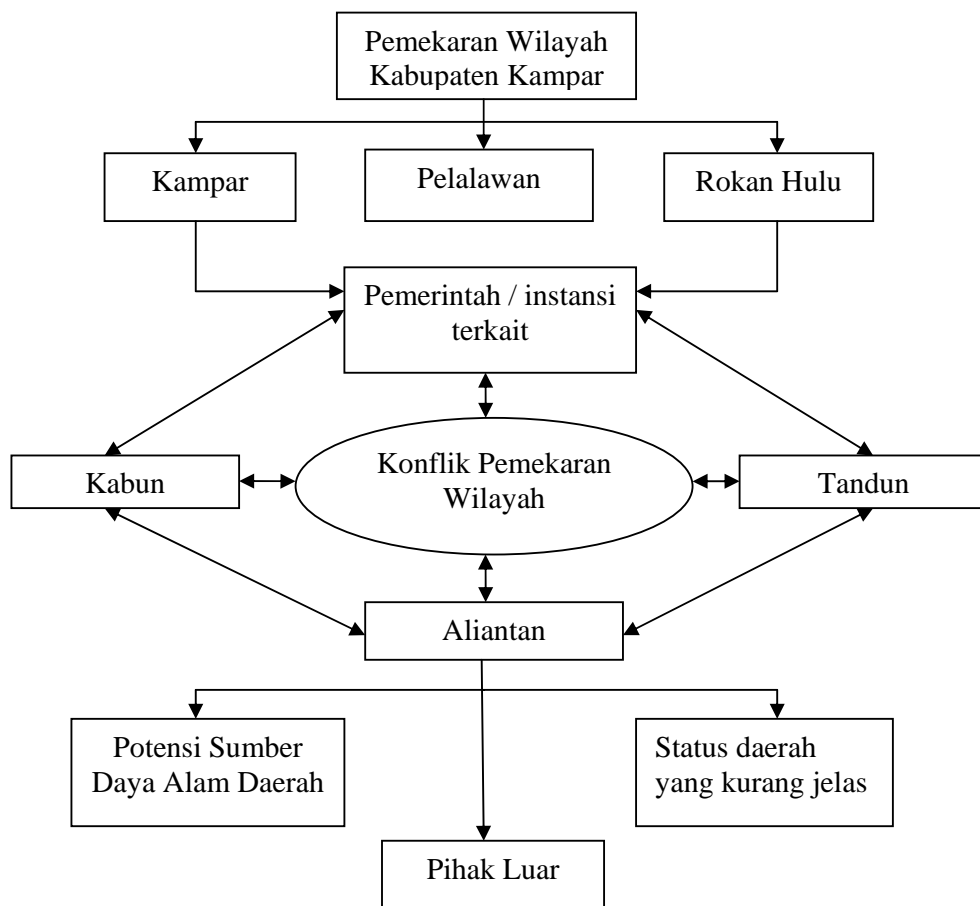 Pemekaran Wilayah
Kabupaten Kampar
Kampar
Pelalawan
Rokan Hulu
Pemerintah / instansi
terkait
Kabun
Konflik Pemekaran
Wilayah
Tandun
Aliantan
Potensi Sumber
Daya Alam Daerah
Status daerah
yang kurang jelas
Pihak Luar